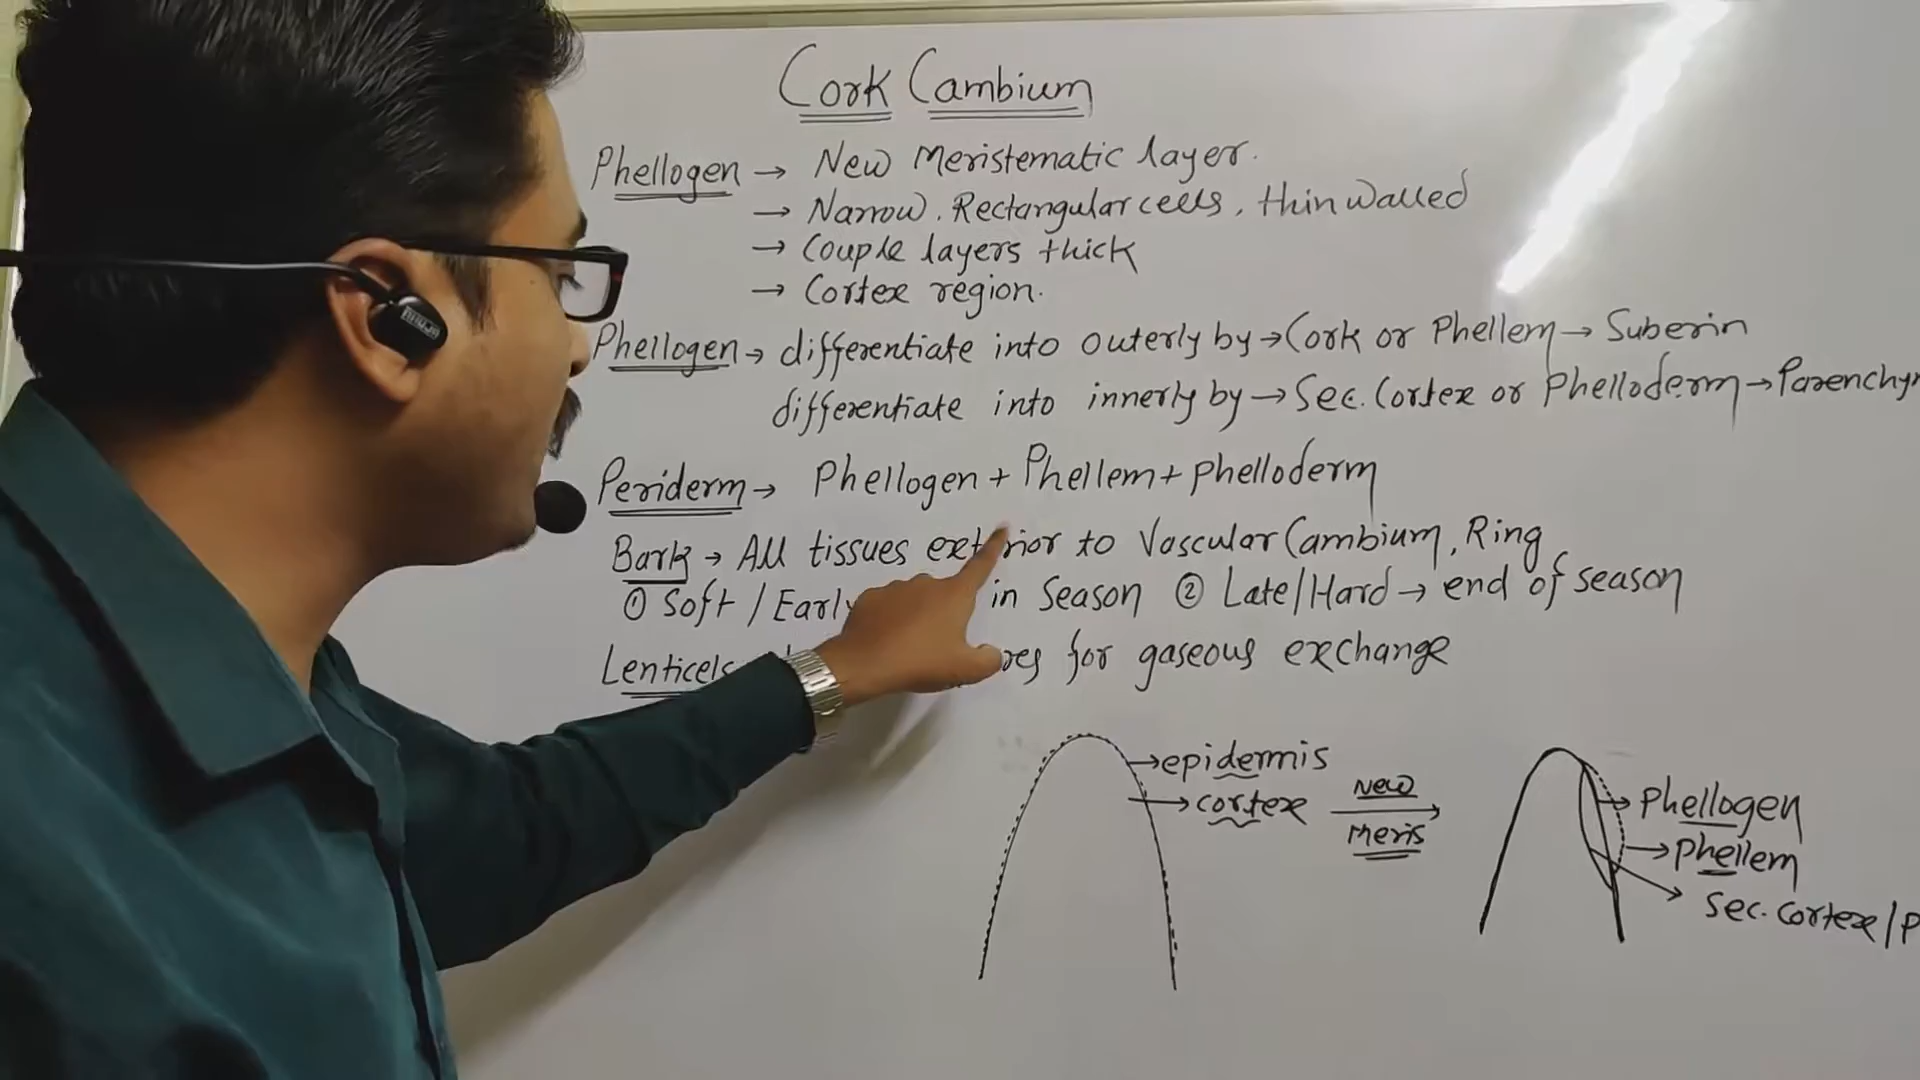 Cork Cambium
Phellogen → New Meristematic layer.
→ Narrow, Rectangular cells, thin walled
→ Couple layers thick
→ Cortex region.
Phellogen → differentiate into outerly by → Cork or Phellem → Suberin
differentiate into innerly by → Sec. Cortex or Phelloderm → Parenchy
Periderm → Phellogen + Phellem + Phelloderm
Bark → All tissues exterior to Vascular Cambium, Ring
① Soft / Early in Season ② Late/Hard → end of season
Lenticels for gaseous exchange
→ epidermis
→ cortex
New
Meris
→ Phellogen
→ Phellem
Sec. Cortex / P